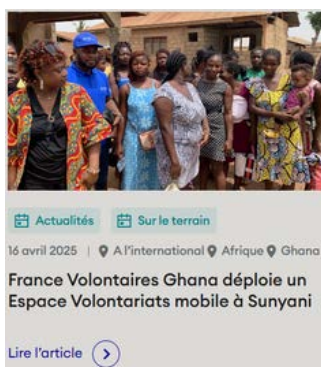 Actualités Sur le terrain
16 avril 2025 | A l'international Afrique Ghana
France Volontaires Ghana déploie un
Espace Volontariats mobile à Sunyani
Lire l'article